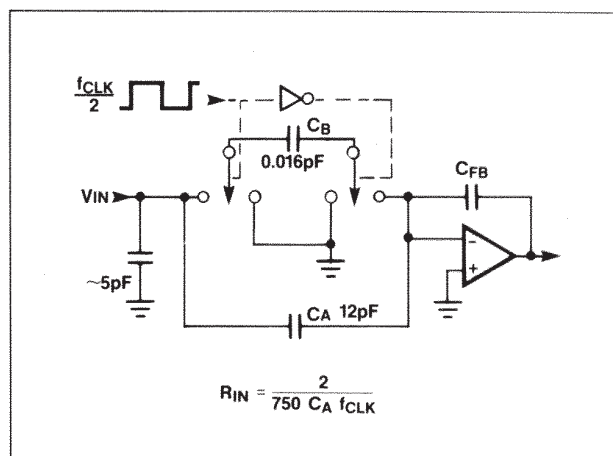 fCLK
2
CB
0.016pF
CFB
VIN
~5pF
−
+
CA 12pF
RIN = 2
750 CA fCLK